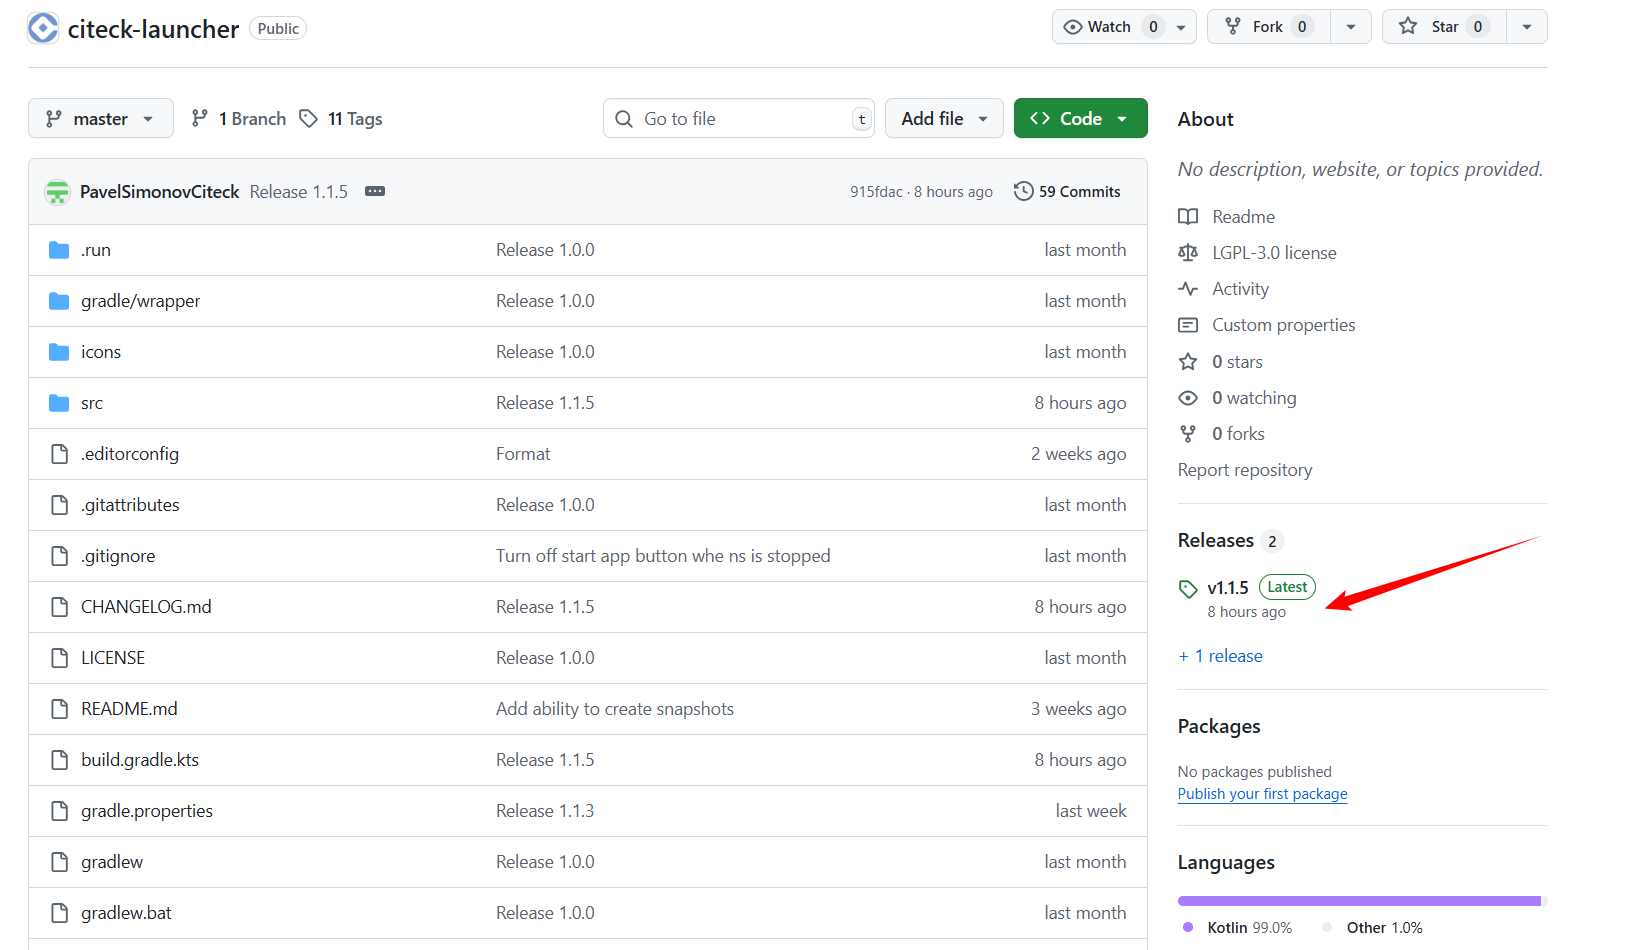 citeck-launcher Public
Watch 0 Fork 0 Star 0
master 1 Branch 11 Tags Go to file t Add file Code
PavelSimonovCiteck Release 1.1.5 915fdac · 8 hours ago 59 Commits
.run Release 1.0.0 last month
gradle/wrapper Release 1.0.0 last month
icons Release 1.0.0 last month
src Release 1.1.5 8 hours ago
.editorconfig Format 2 weeks ago
.gitattributes Release 1.0.0 last month
.gitignore Turn off start app button whe ns is stopped last month
CHANGELOG.md Release 1.1.5 8 hours ago
LICENSE Release 1.0.0 last month
README.md Add ability to create snapshots 3 weeks ago
build.gradle.kts Release 1.1.5 8 hours ago
gradle.properties Release 1.1.3 last week
gradlew Release 1.0.0 last month
gradlew.bat Release 1.0.0 last month
About
No description, website, or topics provided.
Readme
LGPL-3.0 license
Activity
Custom properties
0 stars
0 watching
0 forks
Report repository
Releases 2
v1.1.5 Latest
8 hours ago
+ 1 release
Packages
No packages published
Publish your first package
Languages
Kotlin 99.0% Other 1.0%